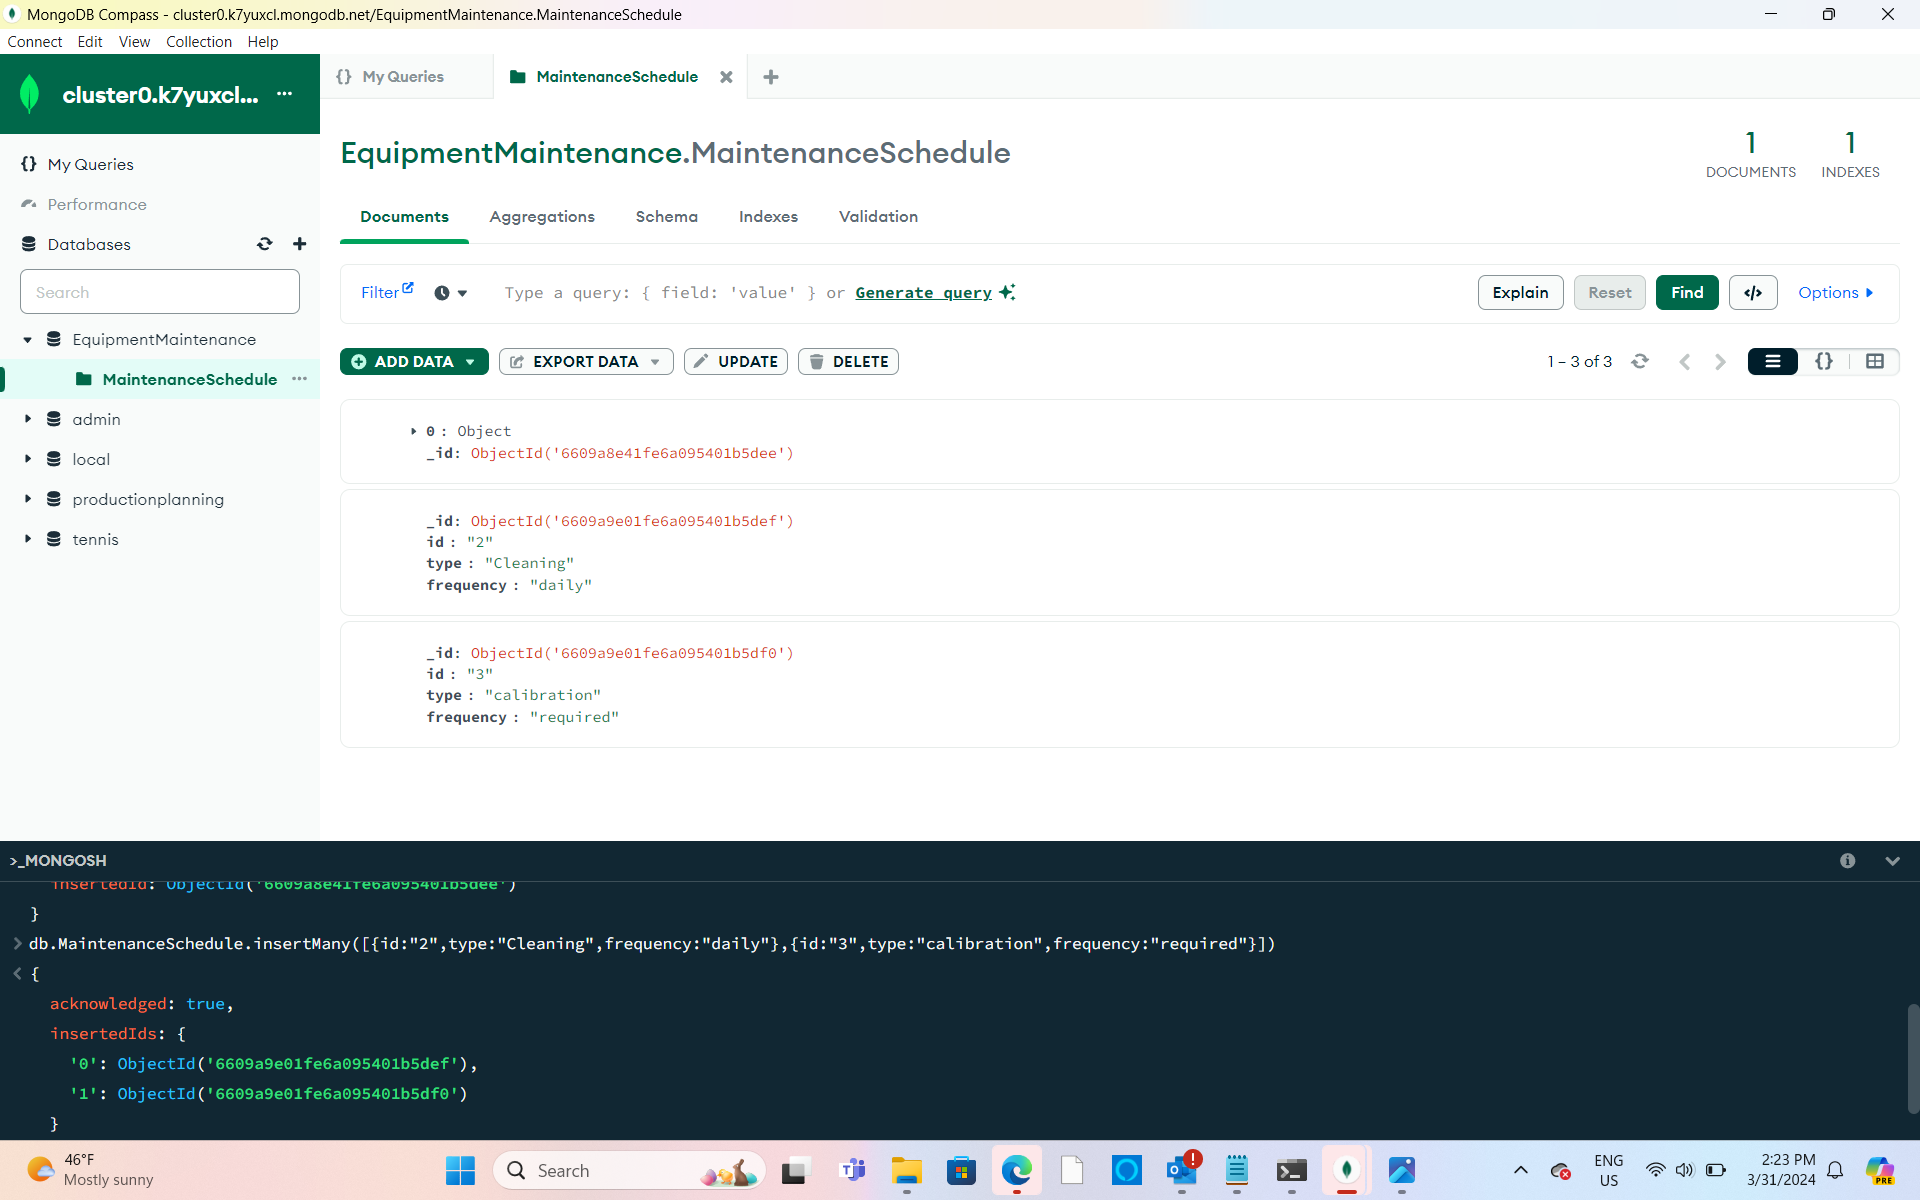 MongoDB Compass - cluster0.k7yuxcl.mongodb.net/EquipmentMaintenance.MaintenanceSchedule
Connect Edit View Collection Help
cluster0.k7yuxcl... ...
{} My Queries
MaintenanceSchedule
{} My Queries
Performance
Databases
Search
EquipmentMaintenance
MaintenanceSchedule ...
admin
local
productionplanning
tennis
EquipmentMaintenance.MaintenanceSchedule
1
DOCUMENTS
1
INDEXES
Documents Aggregations Schema Indexes Validation
Filter Type a query: { field: 'value' } or Generate query
Explain Reset Find </> Options
ADD DATA EXPORT DATA UPDATE DELETE
1 – 3 of 3 {}
0 : Object
_id: ObjectId('6609a8e41fe6a095401b5dee')
_id: ObjectId('6609a9e01fe6a095401b5def')
id : "2"
type : "Cleaning"
frequency : "daily"
_id: ObjectId('6609a9e01fe6a095401b5df0')
id : "3"
type : "calibration"
frequency : "required"
>_MONGOSH
insertedId: ObjectId('6609a8e41fe6a095401b5dee')
}
> db.MaintenanceSchedule.insertMany([{id:"2",type:"Cleaning",frequency:"daily"},{id:"3",type:"calibration",frequency:"required"}])
< {
acknowledged: true,
insertedIds: {
'0': ObjectId('6609a9e01fe6a095401b5def'),
'1': ObjectId('6609a9e01fe6a095401b5df0')
}
46°F
Mostly sunny
Search
ENG
US
2:23 PM
3/31/2024
PRE